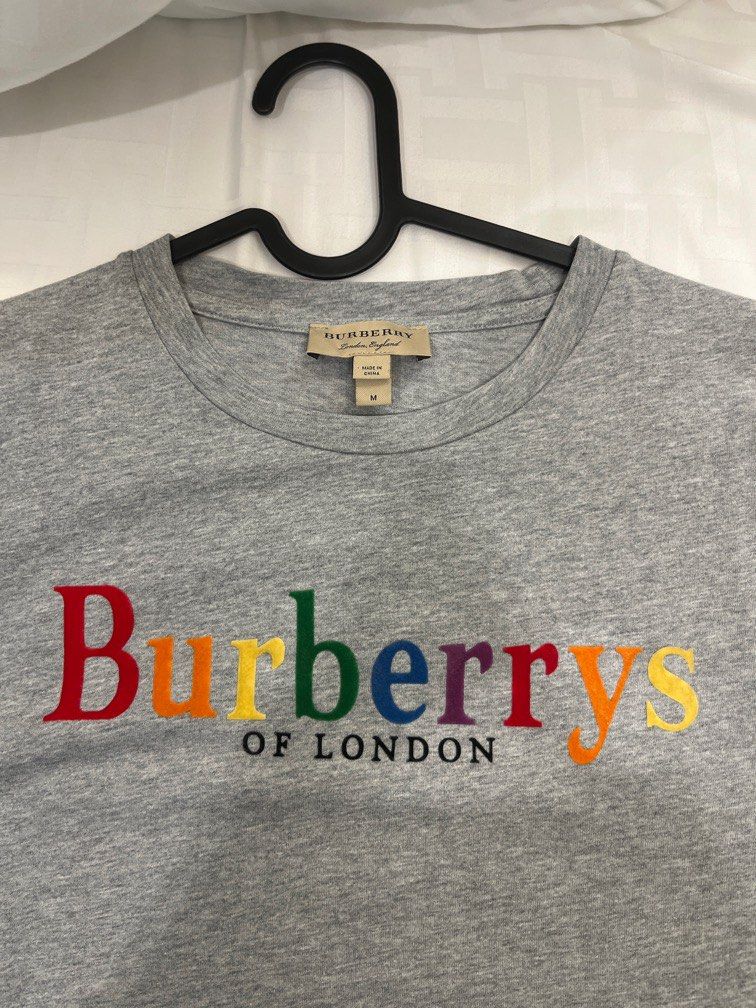 BURBERRY
London, England
MADE IN
CHINA
M
Burberrys
OF LONDON